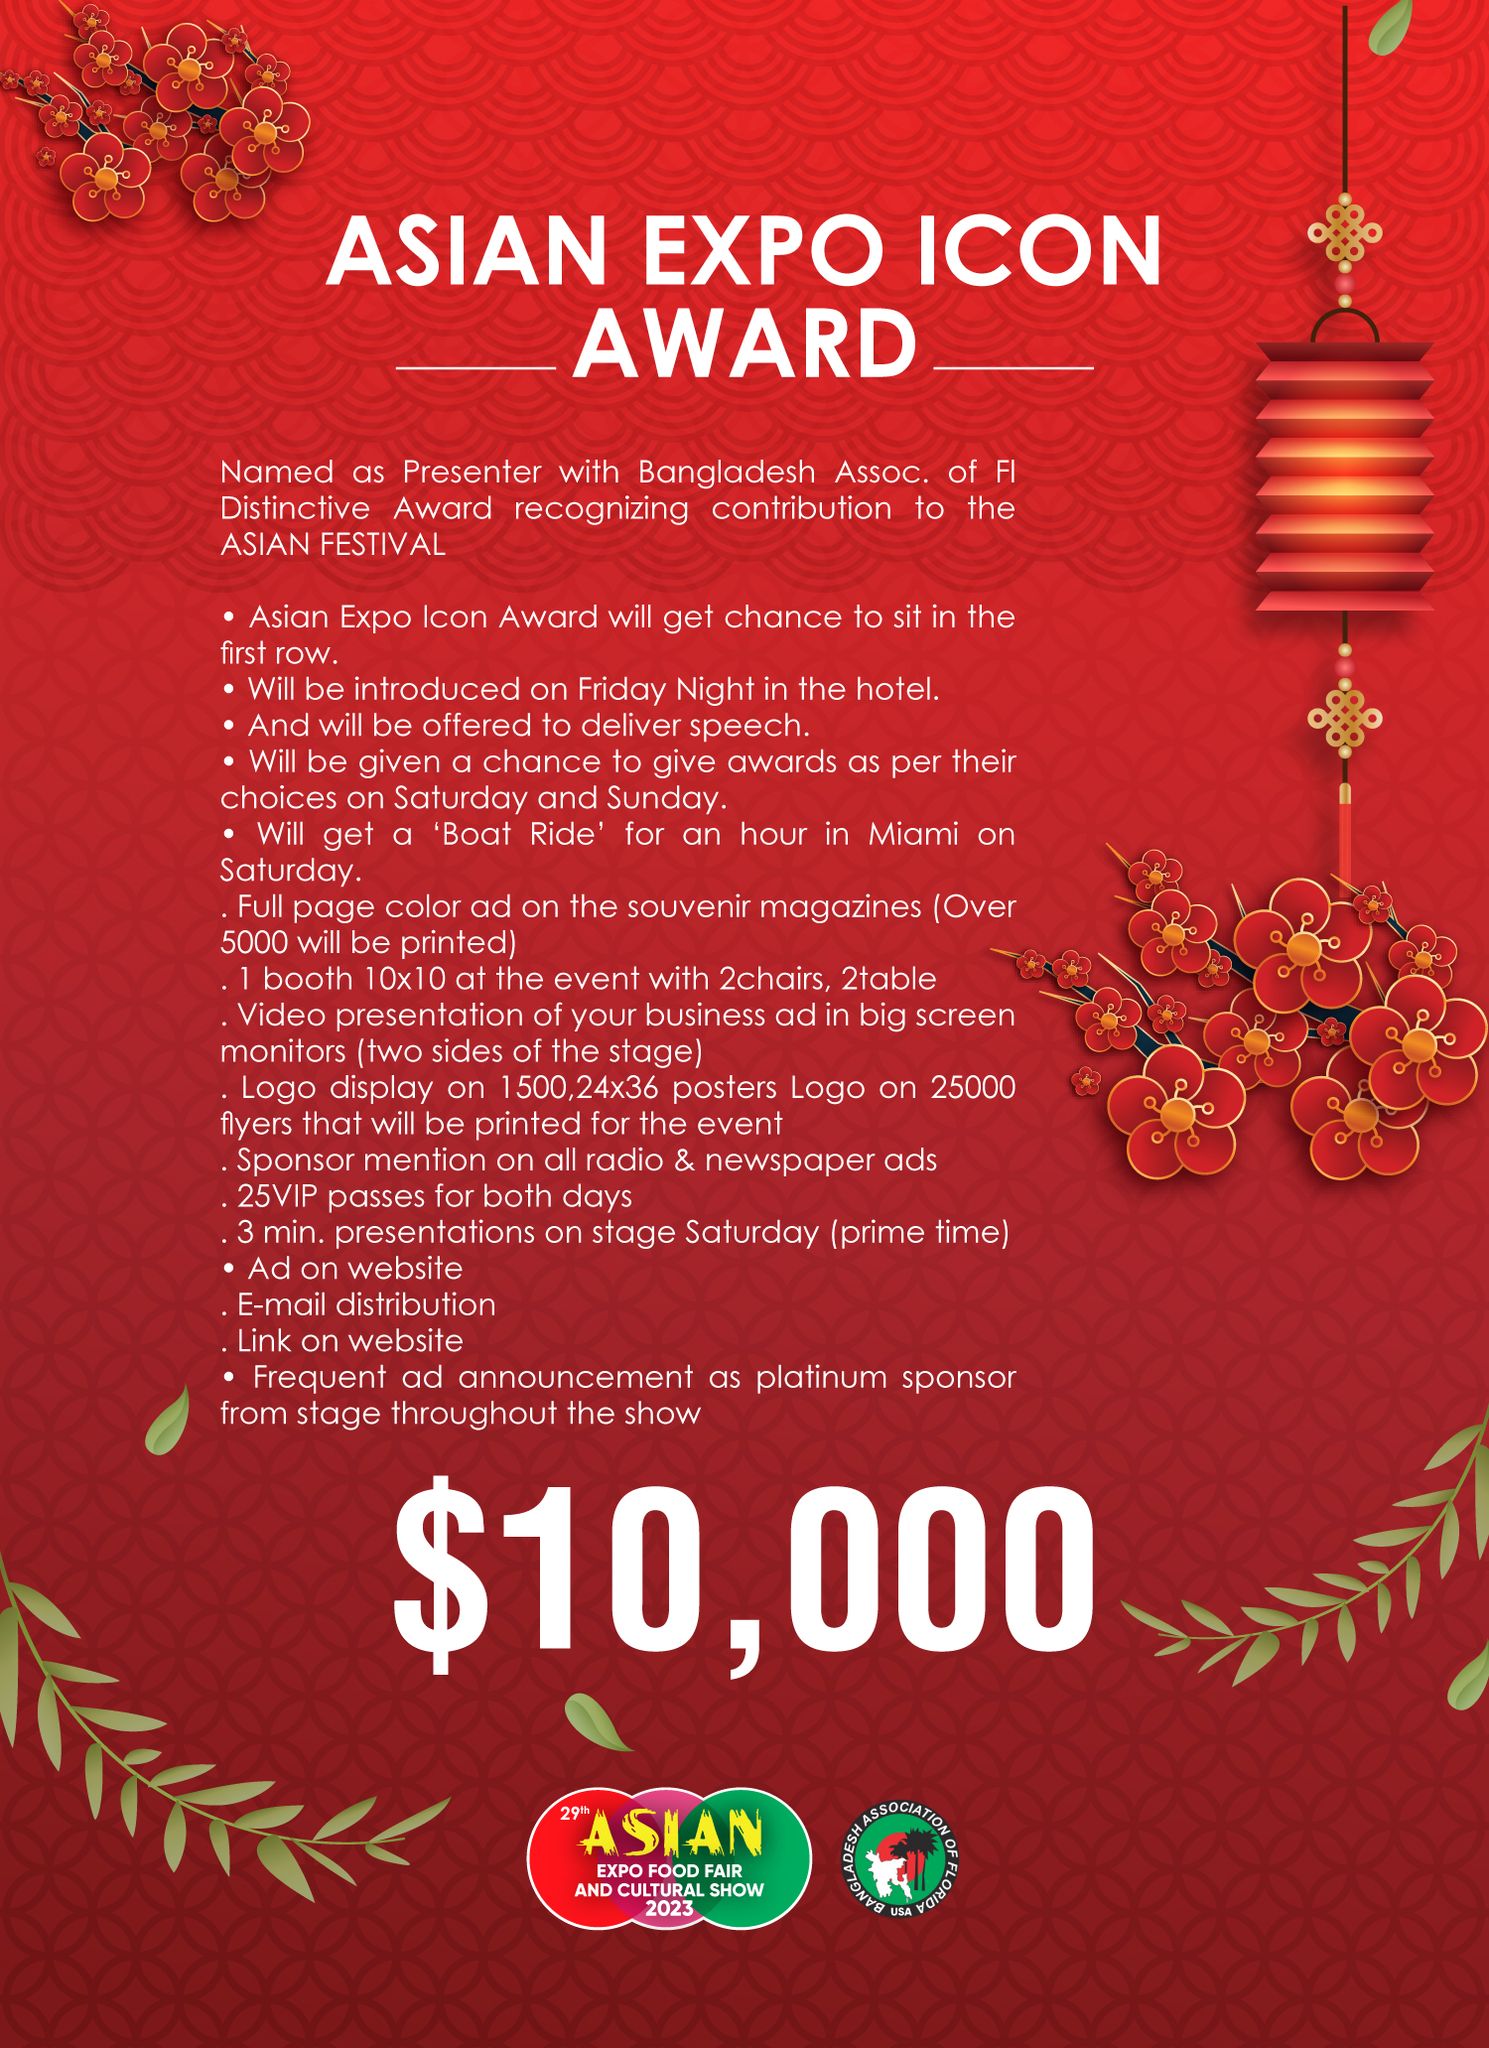 ASIAN EXPO ICON
AWARD
Named as Presenter with Bangladesh Assoc. of Fl
Distinctive Award recognizing contribution to the
ASIAN FESTIVAL
• Asian Expo Icon Award will get chance to sit in the
first row.
• Will be introduced on Friday Night in the hotel.
• And will be offered to deliver speech.
• Will be given a chance to give awards as per their
choices on Saturday and Sunday.
• Will get a ‘Boat Ride’ for an hour in Miami on
Saturday.
. Full page color ad on the souvenir magazines (Over
5000 will be printed)
. 1 booth 10x10 at the event with 2chairs, 2table
. Video presentation of your business ad in big screen
monitors (two sides of the stage)
. Logo display on 1500,24x36 posters Logo on 25000
flyers that will be printed for the event
. Sponsor mention on all radio & newspaper ads
. 25VIP passes for both days
. 3 min. presentations on stage Saturday (prime time)
• Ad on website
. E-mail distribution
. Link on website
• Frequent ad announcement as platinum sponsor
from stage throughout the show
$10,000
29th
ASIAN
EXPO FOOD FAIR
AND CULTURAL SHOW
2023
BANGLADESH ASSOCIATION OF FLORIDA
USA